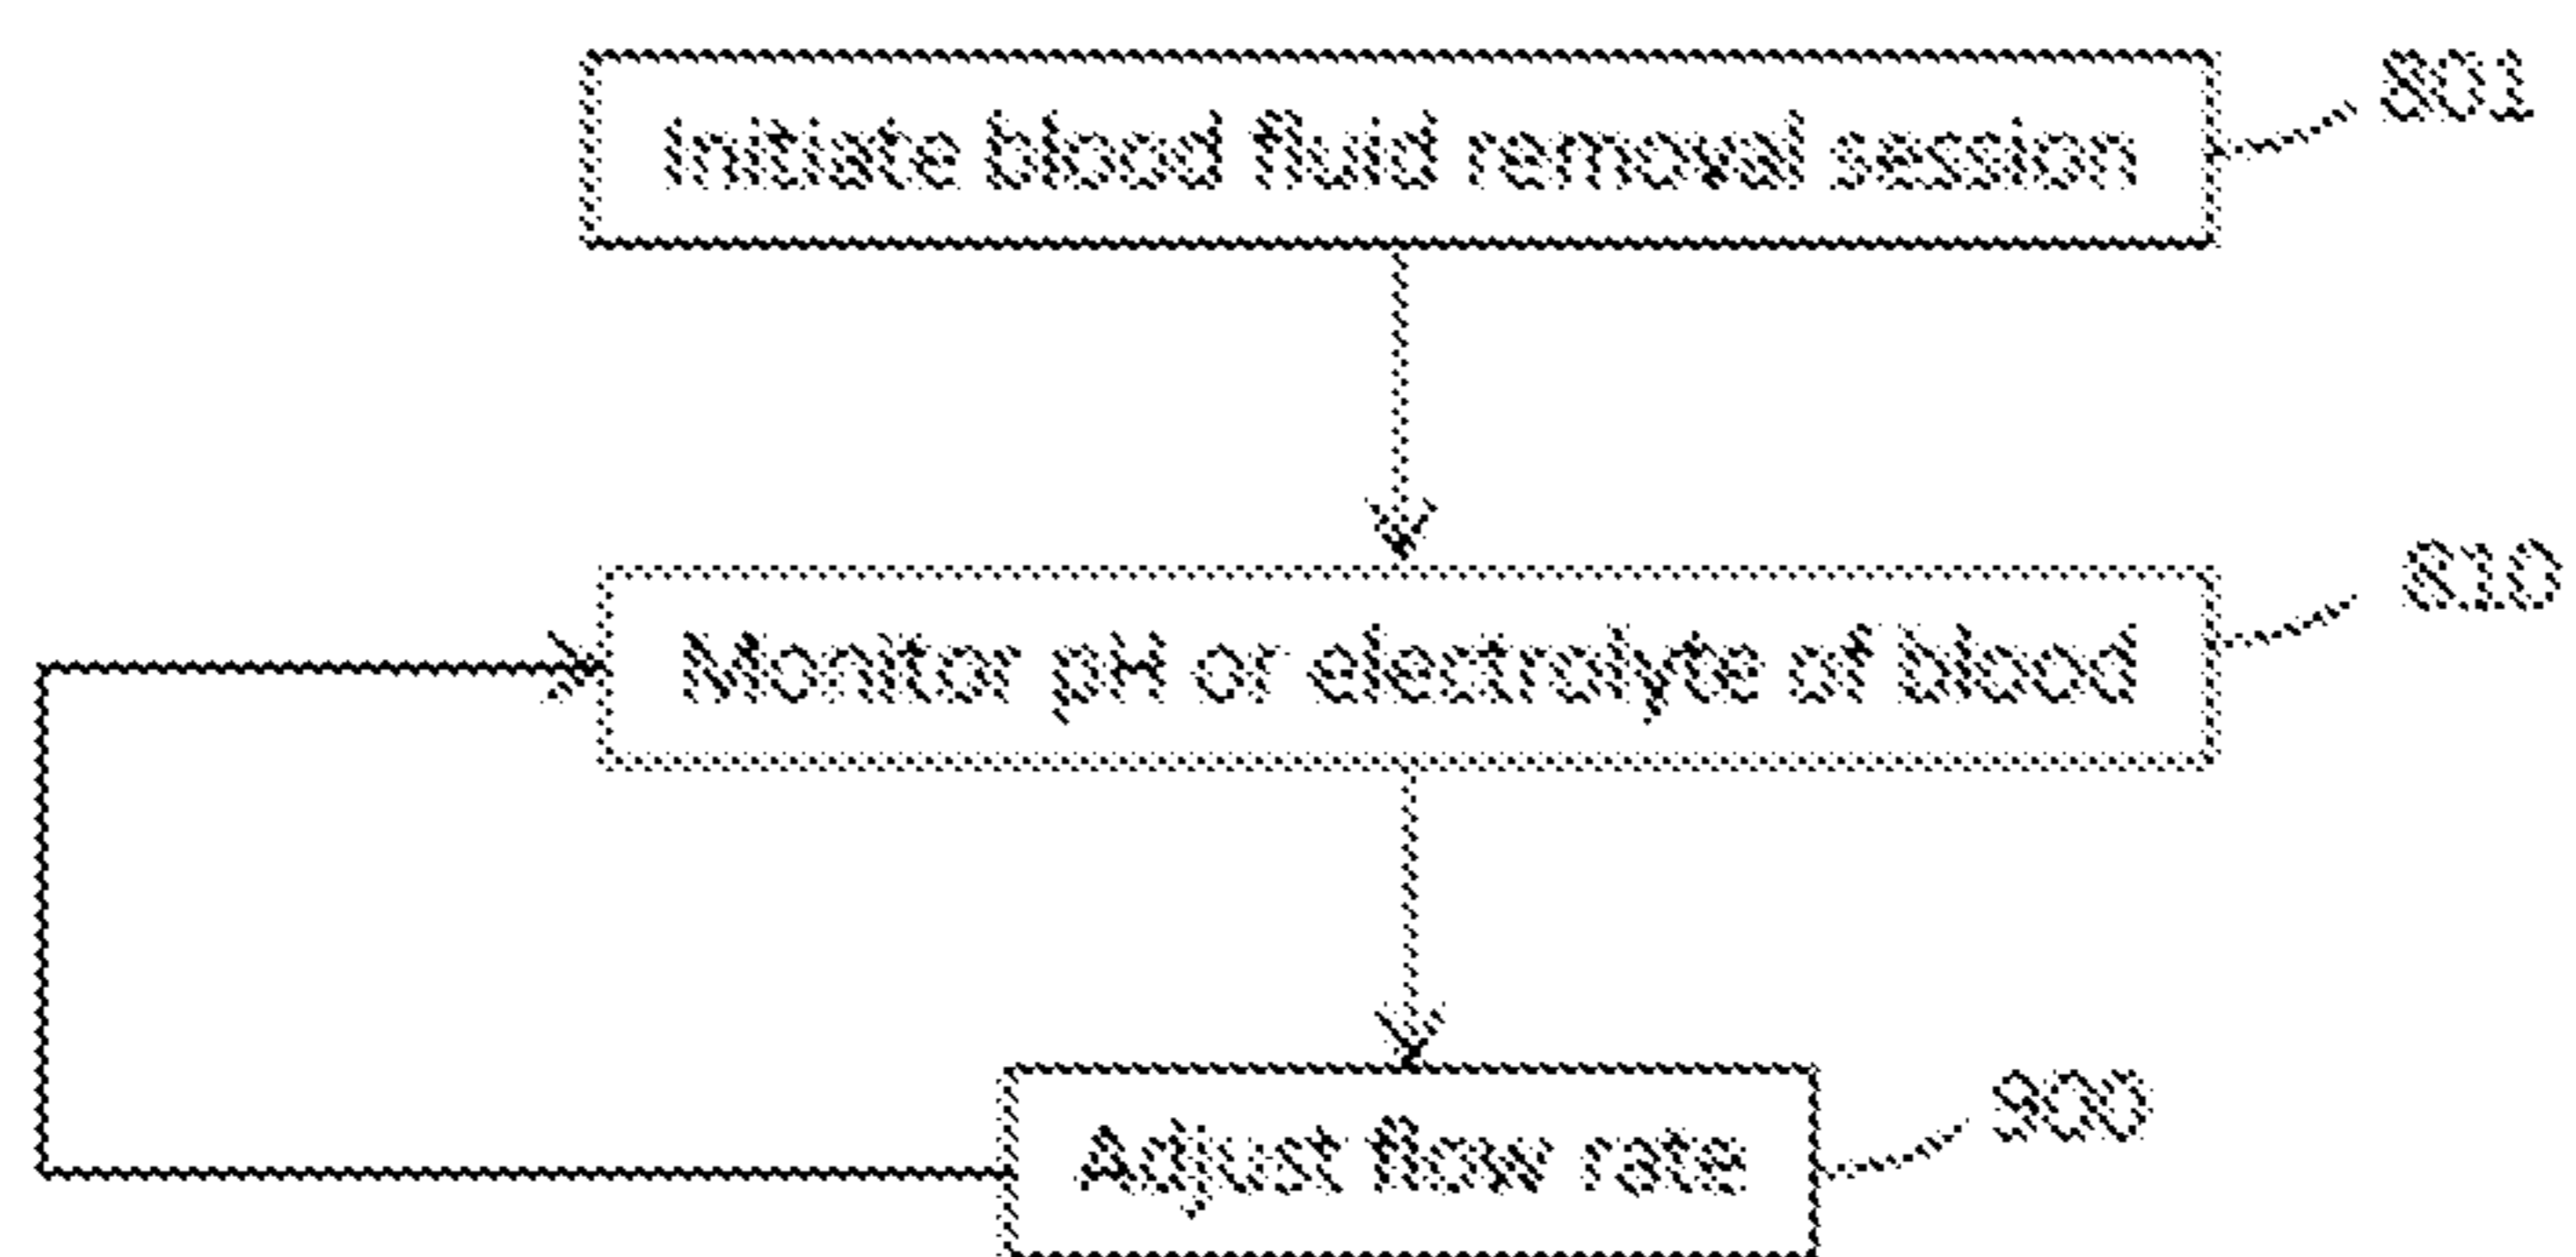 Initiate blood fluid removal session 801
Monitor pH or electrolyte of blood 810
Adjust flow rate 900